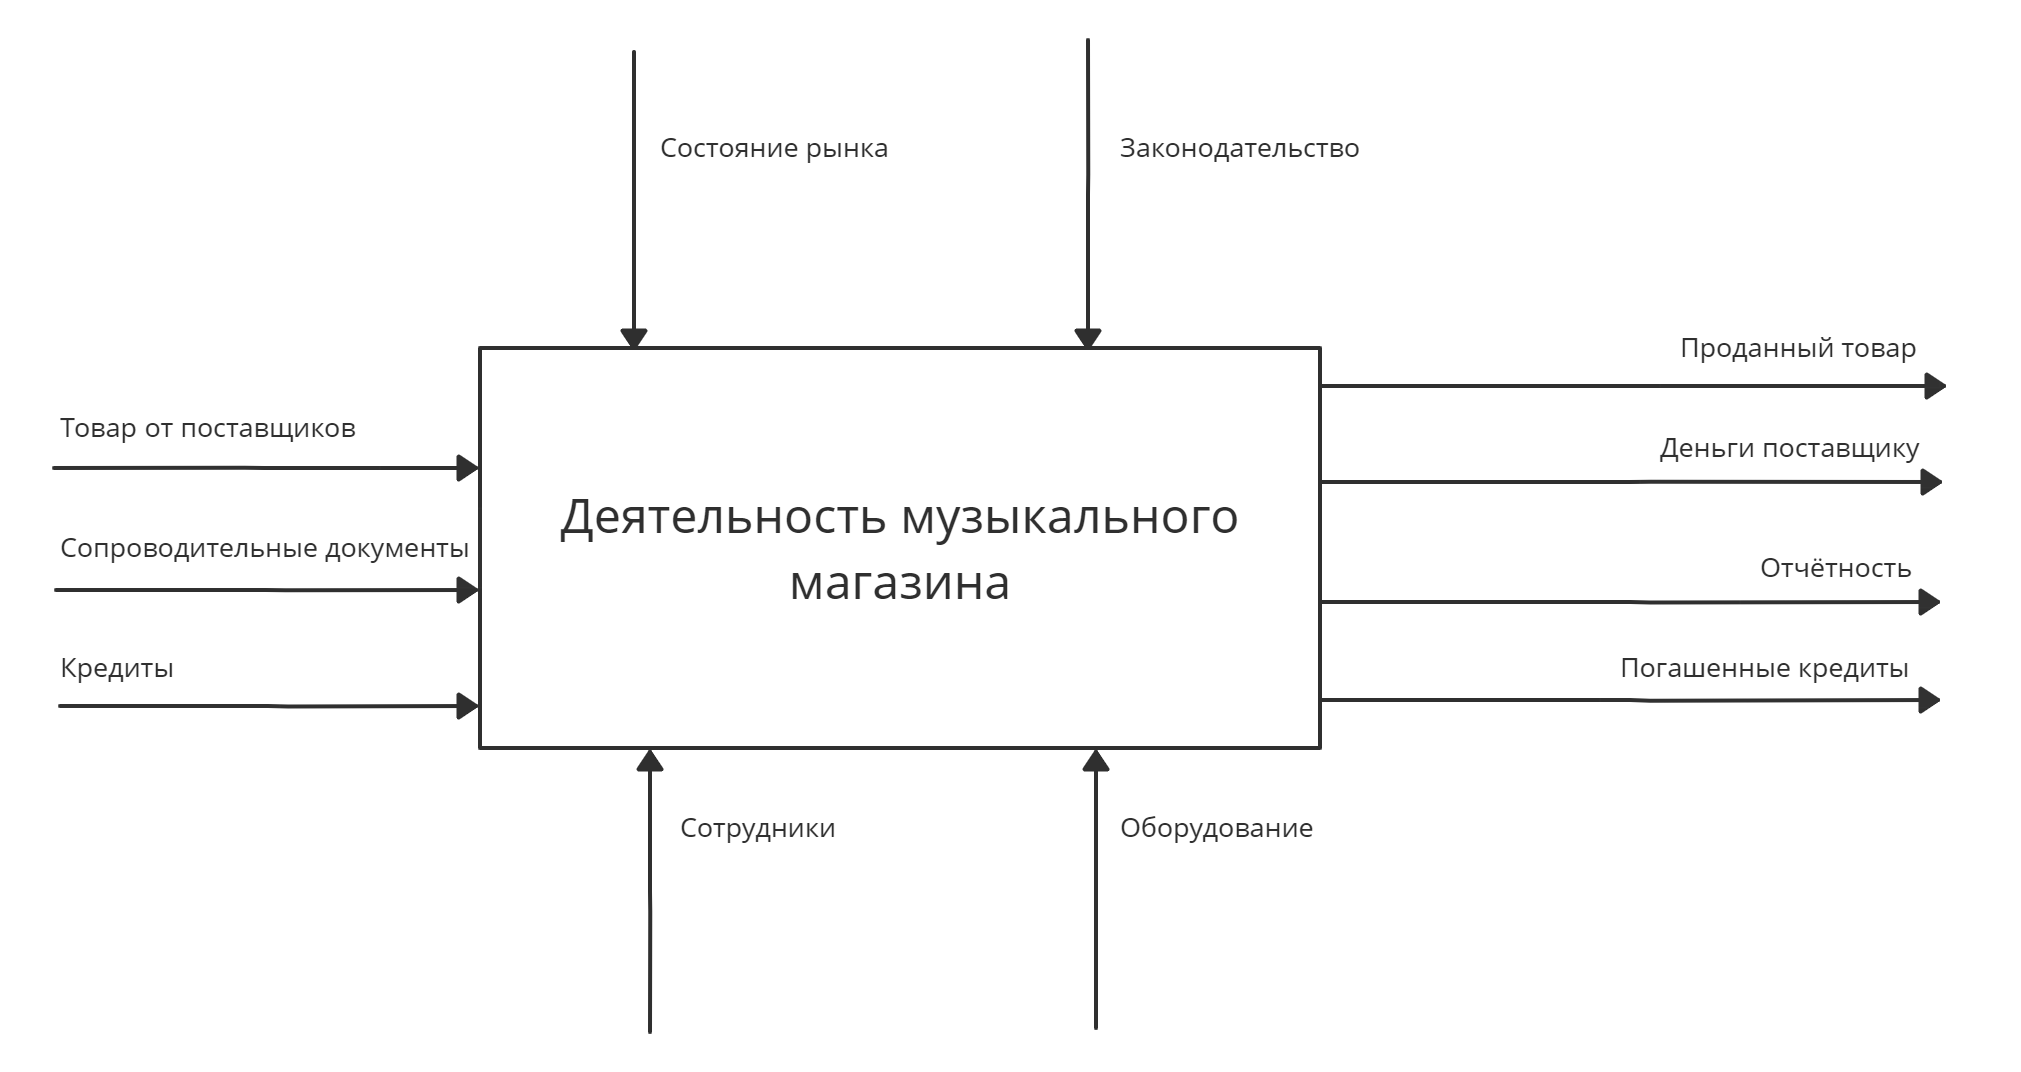 Состояние рынка
Законодательство
Проданный товар
Товар от поставщиков
Деньги поставщику
Деятельность музыкального
магазина
Сопроводительные документы
Отчётность
Кредиты
Погашенные кредиты
Сотрудники
Оборудование